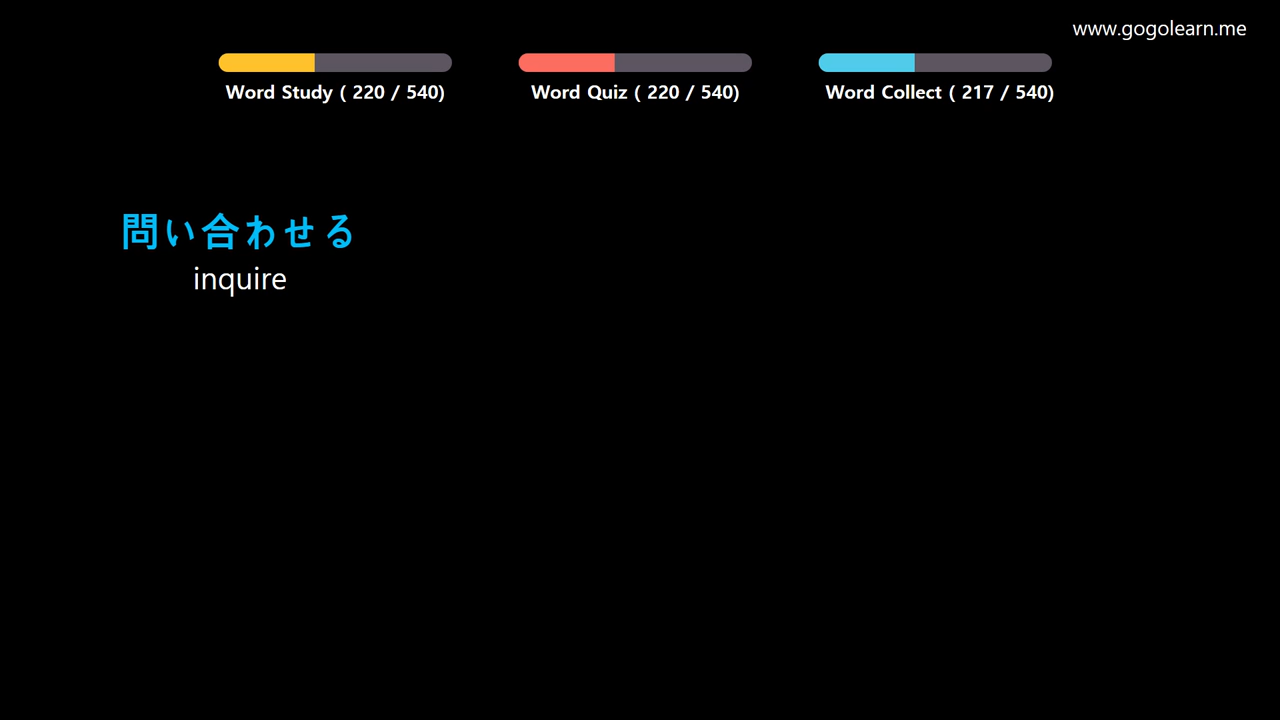 www.gogolearn.me
Word Study ( 220 / 540)
Word Quiz ( 220 / 540)
Word Collect ( 217 / 540)
問い合わせる
inquire